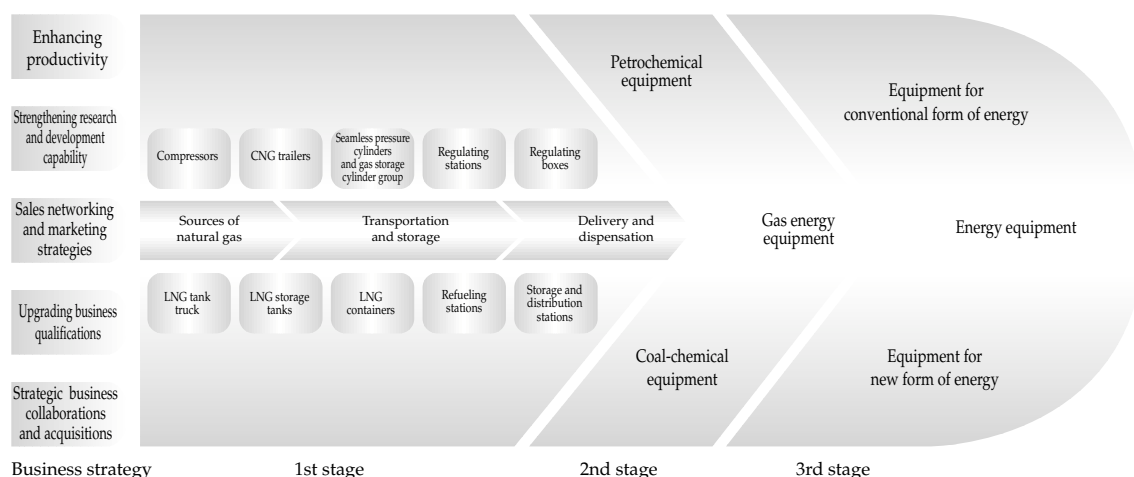 Enhancing
productivity
Strengthening research
and development
capability
Sales networking
and marketing
strategies
Upgrading business
qualifications
Strategic business
collaborations
and acquisitions
Business strategy
Compressors
CNG trailers
Seamless pressure
cylinders
and gas storage
cylinder group
Regulating
stations
Regulating
boxes
Sources of
natural gas
Transportation
and storage
Delivery and
dispensation
LNG tank
truck
LNG storage
tanks
LNG
containers
Refueling
stations
Storage and
distribution
stations
1st stage
Petrochemical
equipment
Gas energy
equipment
Coal-chemical
equipment
2nd stage
Equipment for
conventional form of energy
Energy equipment
Equipment for
new form of energy
3rd stage